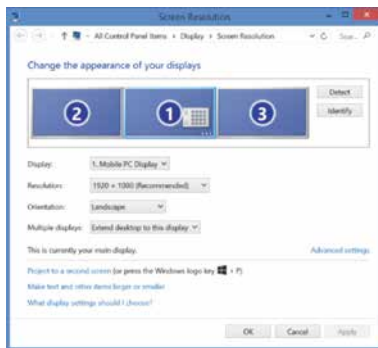 Screen Resolution
All Control Panel Items Display Screen Resolution
Change the appearance of your displays
2
1
3
Detect
Identify
Display: 1. Mobile PC Display
Resolution: 1920 × 1080 (Recommended)
Orientation: Landscape
Multiple displays: Extend desktop to this display
This is currently your main display.
Advanced settings
Project to a second screen (or press the Windows logo key + P)
Make text and other items larger or smaller
What display settings should I choose?
OK Cancel Apply